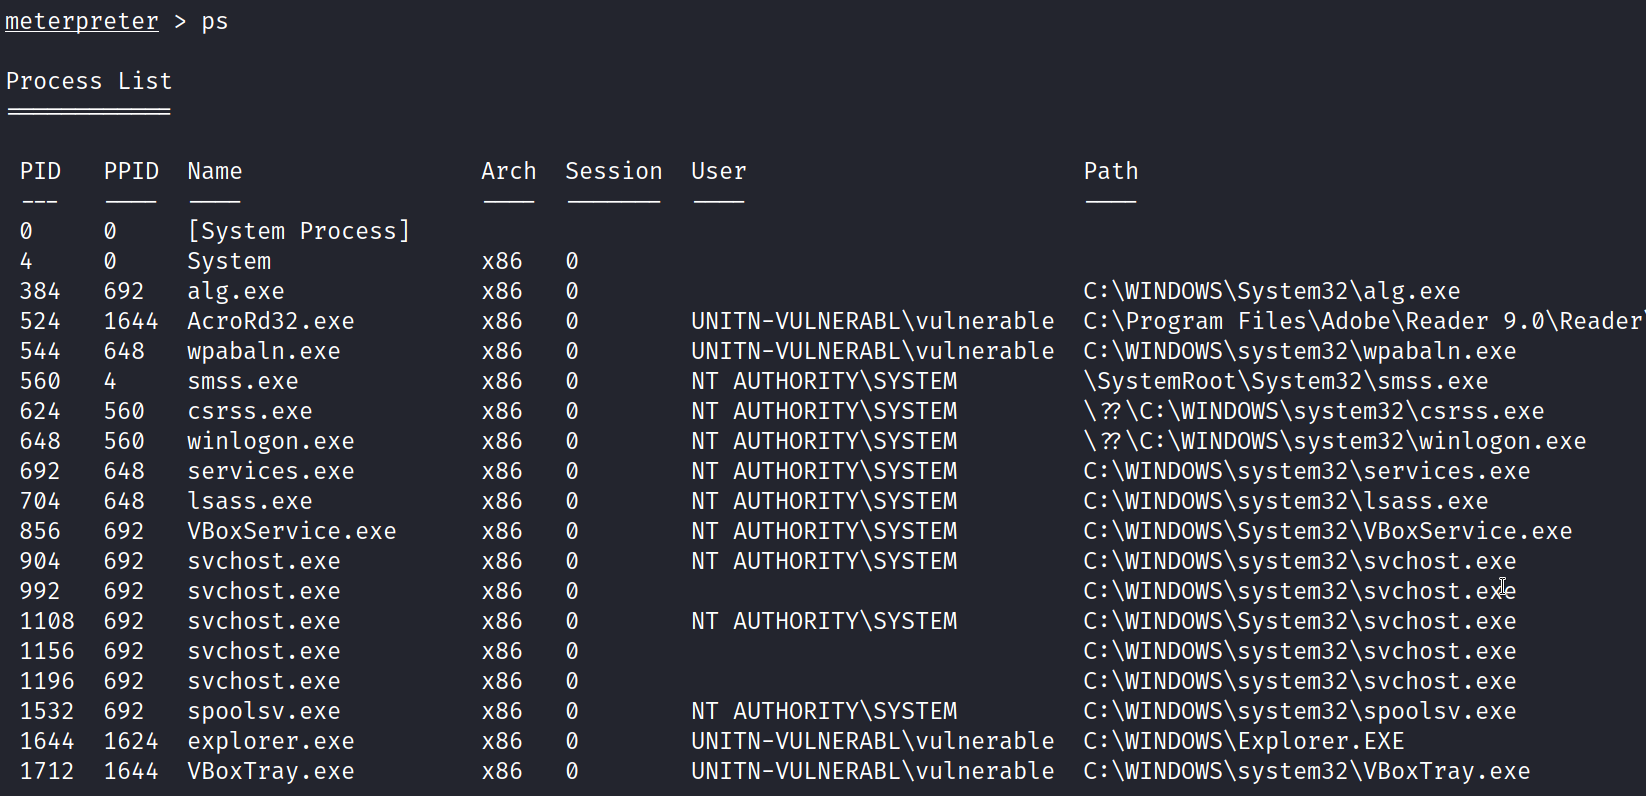 meterpreter > ps
Process List
============
PID PPID Name Arch Session User Path
--- ---- ---- ---- ------- ---- ----
0 0 [System Process]
4 0 System x86 0
384 692 alg.exe x86 0 C:\WINDOWS\System32\alg.exe
524 1644 AcroRd32.exe x86 0 UNITN-VULNERABL\vulnerable C:\Program Files\Adobe\Reader 9.0\Reader\
544 648 wpabaln.exe x86 0 UNITN-VULNERABL\vulnerable C:\WINDOWS\system32\wpabaln.exe
560 4 smss.exe x86 0 NT AUTHORITY\SYSTEM \SystemRoot\System32\smss.exe
624 560 csrss.exe x86 0 NT AUTHORITY\SYSTEM \??\C:\WINDOWS\system32\csrss.exe
648 560 winlogon.exe x86 0 NT AUTHORITY\SYSTEM \??\C:\WINDOWS\system32\winlogon.exe
692 648 services.exe x86 0 NT AUTHORITY\SYSTEM C:\WINDOWS\system32\services.exe
704 648 lsass.exe x86 0 NT AUTHORITY\SYSTEM C:\WINDOWS\system32\lsass.exe
856 692 VBoxService.exe x86 0 NT AUTHORITY\SYSTEM C:\WINDOWS\System32\VBoxService.exe
904 692 svchost.exe x86 0 NT AUTHORITY\SYSTEM C:\WINDOWS\system32\svchost.exe
992 692 svchost.exe x86 0 C:\WINDOWS\system32\svchost.exe
1108 692 svchost.exe x86 0 NT AUTHORITY\SYSTEM C:\WINDOWS\System32\svchost.exe
1156 692 svchost.exe x86 0 C:\WINDOWS\system32\svchost.exe
1196 692 svchost.exe x86 0 C:\WINDOWS\system32\svchost.exe
1532 692 spoolsv.exe x86 0 NT AUTHORITY\SYSTEM C:\WINDOWS\system32\spoolsv.exe
1644 1624 explorer.exe x86 0 UNITN-VULNERABL\vulnerable C:\WINDOWS\Explorer.EXE
1712 1644 VBoxTray.exe x86 0 UNITN-VULNERABL\vulnerable C:\WINDOWS\system32\VBoxTray.exe